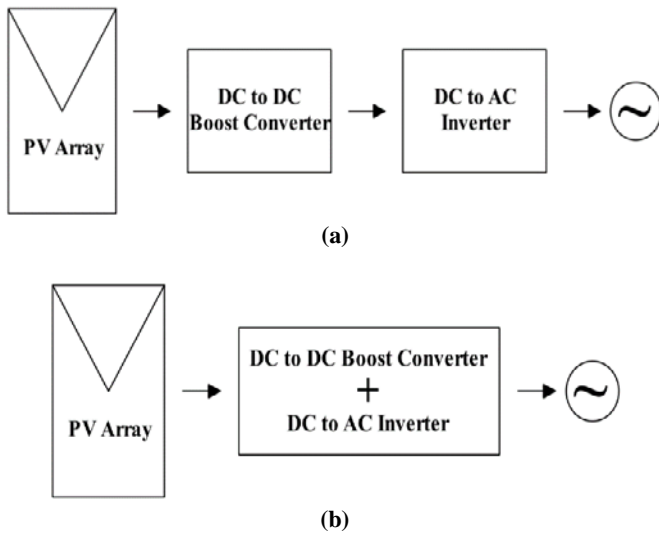 PV Array
DC to DC
Boost Converter
DC to AC
Inverter
~
(a)
PV Array
DC to DC Boost Converter
+
DC to AC Inverter
~
(b)